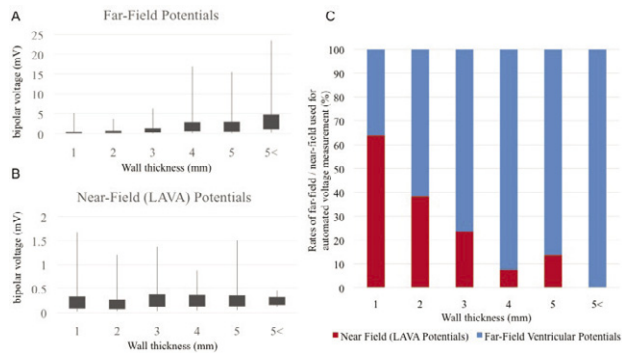 A
Far-Field Potentials
bipolar voltage (mV)
25
20
15
10
5
0
1 2 3 4 5 5<
Wall thickness (mm)
B
Near-Field (LAVA) Potentials
bipolar voltage (mV)
2
1.5
1
0.5
0
1 2 3 4 5 5<
Wall thickness (mm)
C
Rates of far-field / near-field used for
automated voltage measurement (%)
100
90
80
70
60
50
40
30
20
10
0
1 2 3 4 5 5<
Wall thickness (mm)
Near Field (LAVA Potentials) Far-Field Ventricular Potentials